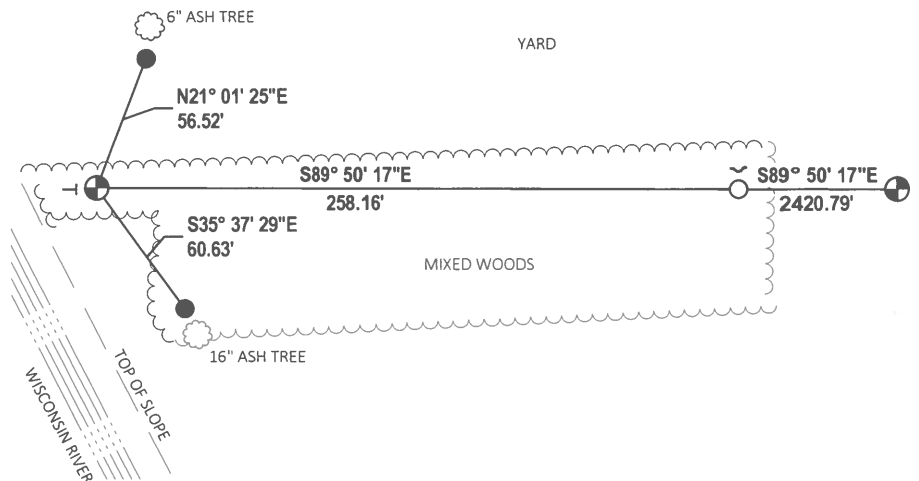 6" ASH TREE
YARD
N21° 01' 25"E
56.52'
S89° 50' 17"E
258.16'
S89° 50' 17"E
2420.79'
S35° 37' 29"E
60.63'
MIXED WOODS
16" ASH TREE
TOP OF SLOPE
WISCONSIN RIVER